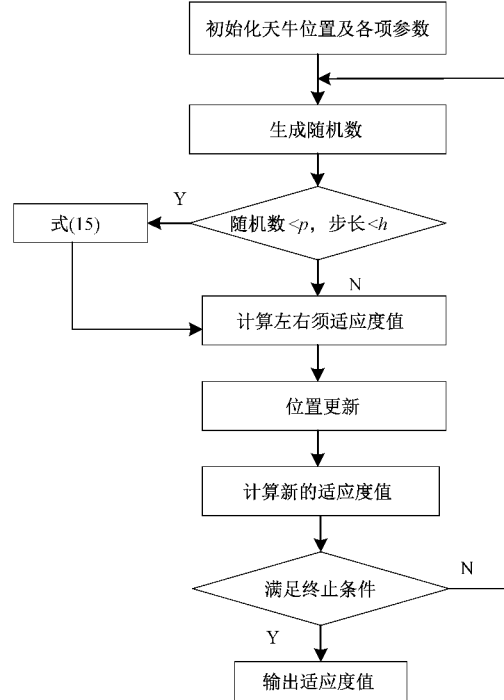 初始化天牛位置及各项参数
生成随机数
Y
式(15)
随机数<p，步长<h
N
计算左右须适应度值
位置更新
计算新的适应度值
N
满足终止条件
Y
输出适应度值